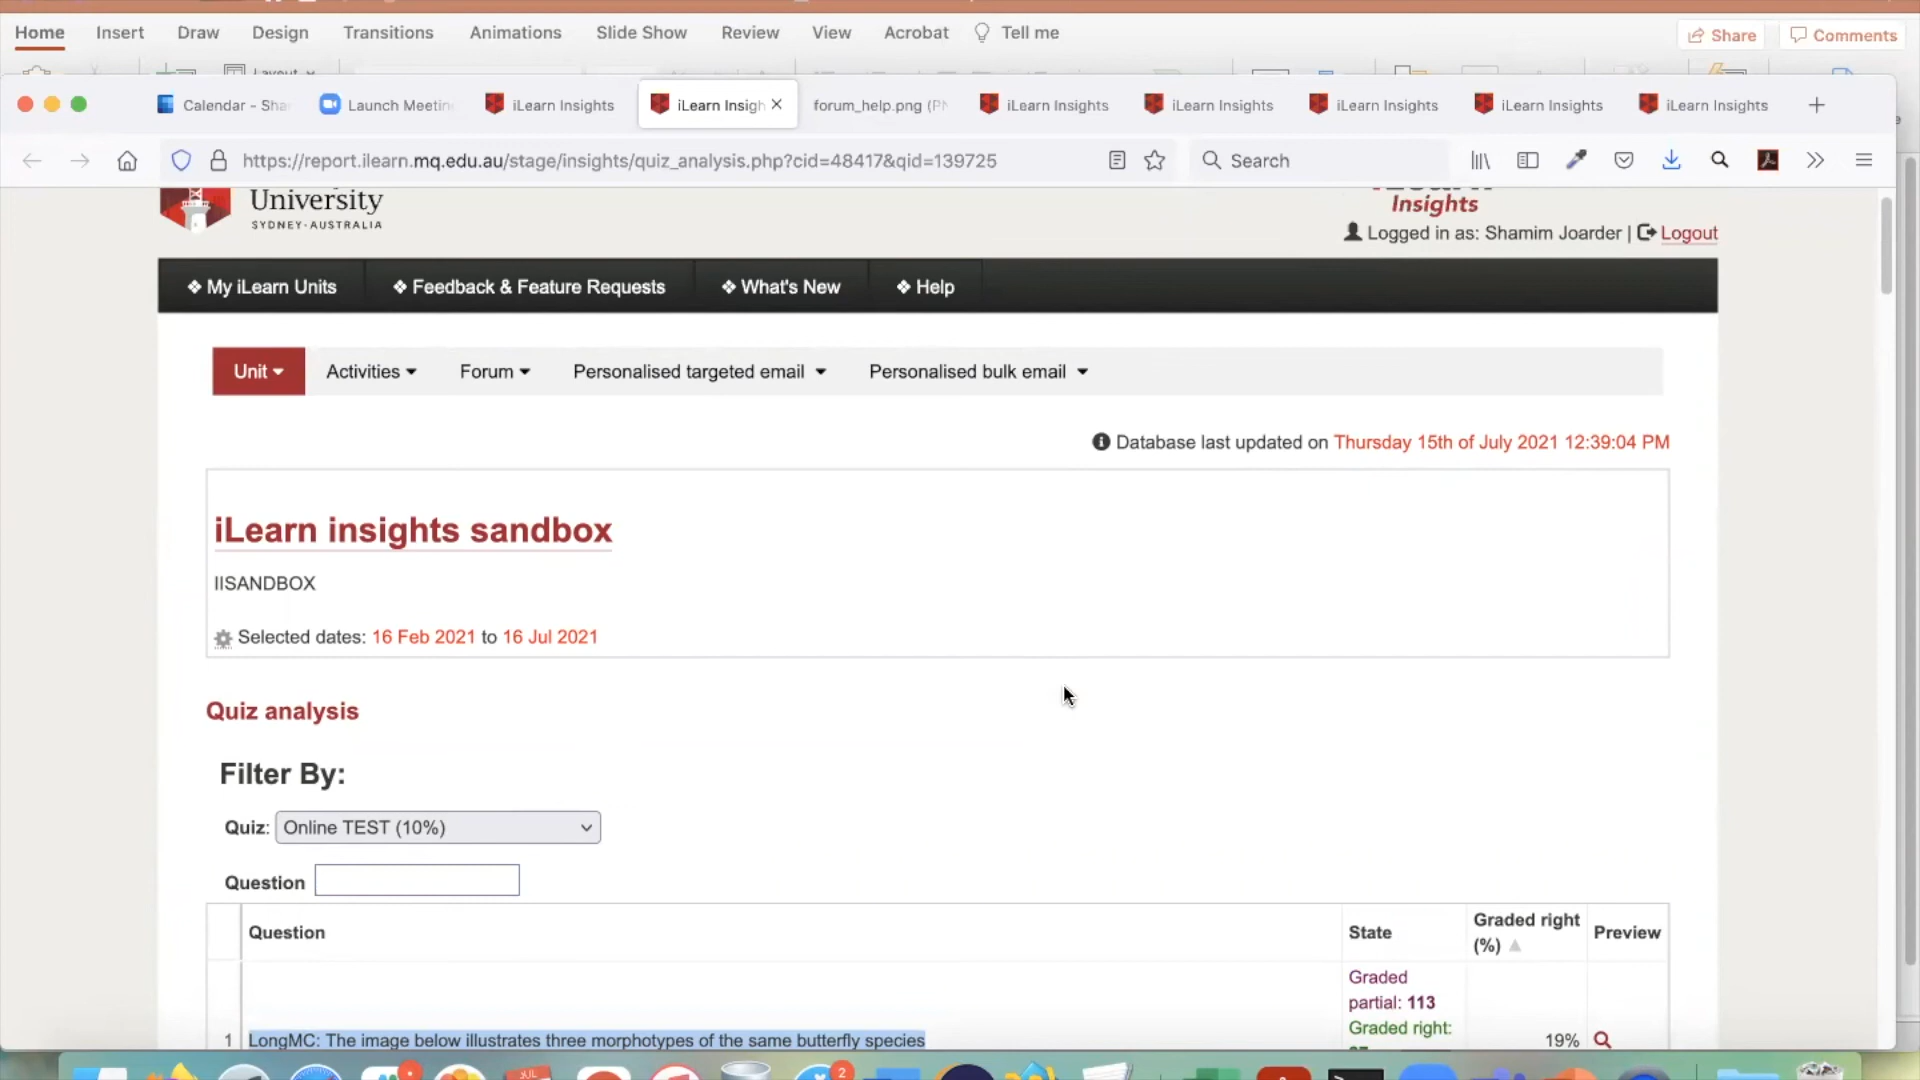 Home Insert Draw Design Transitions Animations Slide Show Review View Acrobat Tell me Share Comments
Layout
Calendar - Sha Launch Meetin iLearn Insights iLearn Insigh forum_help.png (PN iLearn Insights iLearn Insights iLearn Insights iLearn Insights iLearn Insights
https://report.ilearn.mq.edu.au/stage/insights/quiz_analysis.php?cid=48417&qid=139725 Search
University
SYDNEY·AUSTRALIA
iLearn
Insights
Logged in as: Shamim Joarder | Logout
❖ My iLearn Units ❖ Feedback & Feature Requests ❖ What's New ❖ Help
Unit Activities Forum Personalised targeted email Personalised bulk email
Database last updated on Thursday 15th of July 2021 12:39:04 PM
iLearn insights sandbox
IISANDBOX
Selected dates: 16 Feb 2021 to 16 Jul 2021
Quiz analysis
Filter By:
Quiz: Online TEST (10%)
Question
Question State Graded right (%) Preview
Graded
partial: 113
Graded right:
1 LongMC: The image below illustrates three morphotypes of the same butterfly species 19%
JUL
2